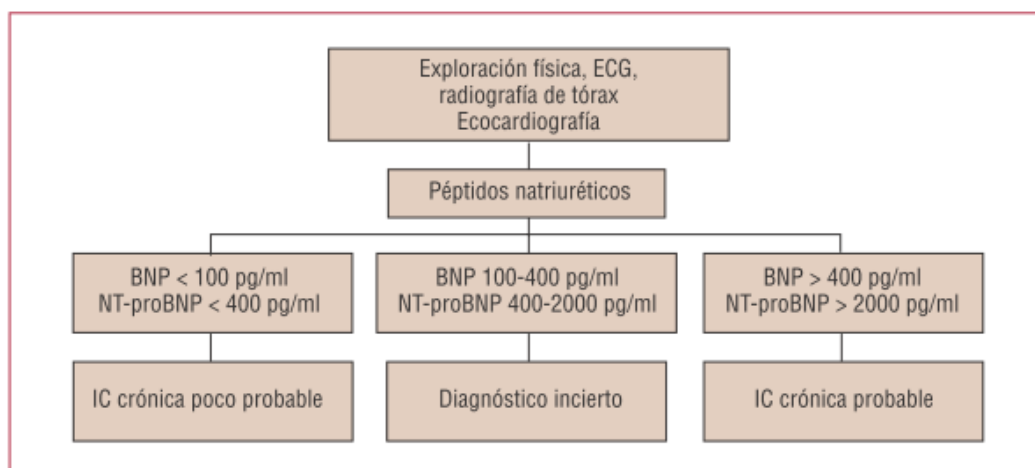 Exploración física, ECG,
radiografía de tórax
Ecocardiografía
Péptidos natriuréticos
BNP < 100 pg/ml
NT-proBNP < 400 pg/ml
BNP 100-400 pg/ml
NT-proBNP 400-2000 pg/ml
BNP > 400 pg/ml
NT-proBNP > 2000 pg/ml
IC crónica poco probable
Diagnóstico incierto
IC crónica probable